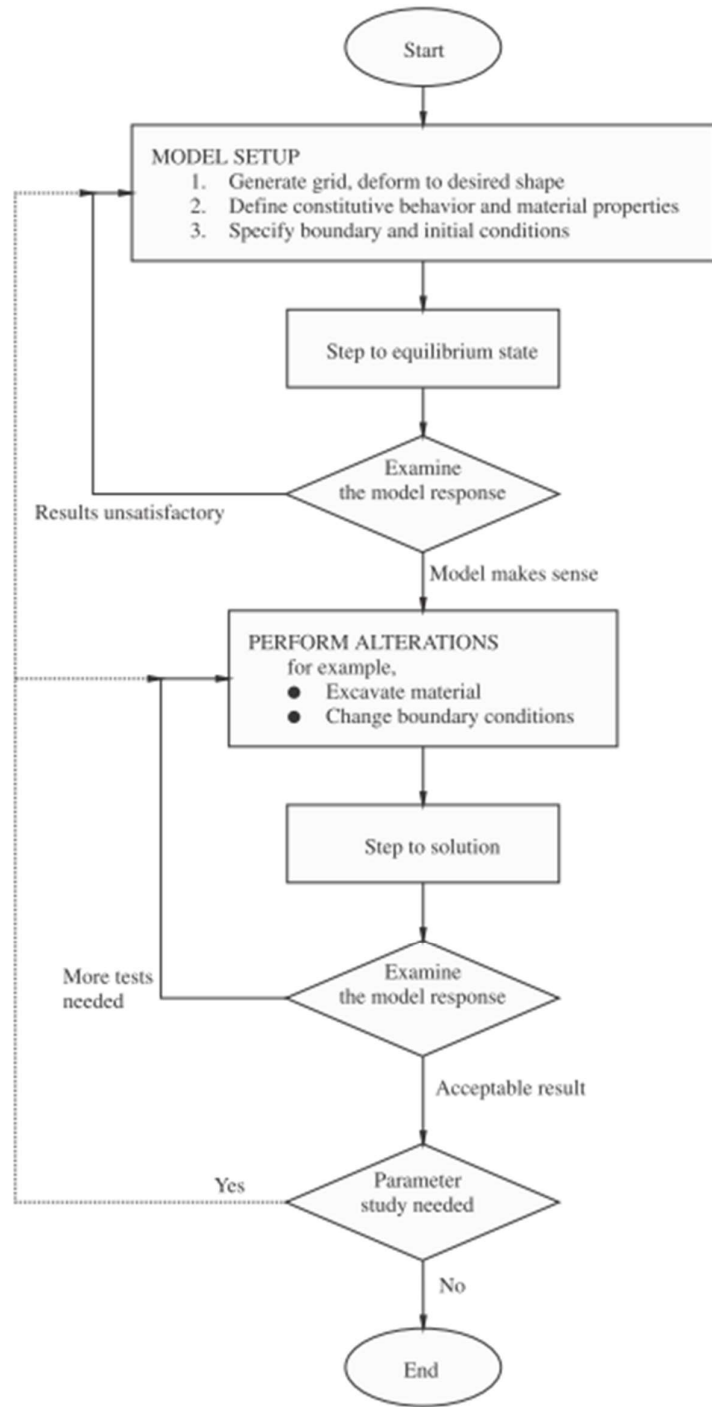 Start
MODEL SETUP
1. Generate grid, deform to desired shape
2. Define constitutive behavior and material properties
3. Specify boundary and initial conditions
Step to equilibrium state
Examine
the model response
Results unsatisfactory
Model makes sense
PERFORM ALTERATIONS
for example,
● Excavate material
● Change boundary conditions
Step to solution
Examine
the model response
More tests
needed
Acceptable result
Parameter
study needed
Yes
No
End